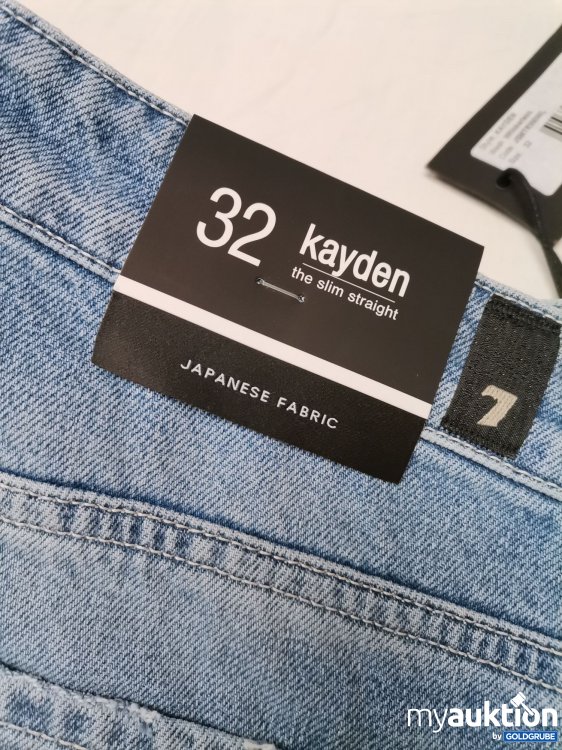 32
kayden
the slim straight
JAPANESE FABRIC
7
myauktion
by GOLDGRUBE